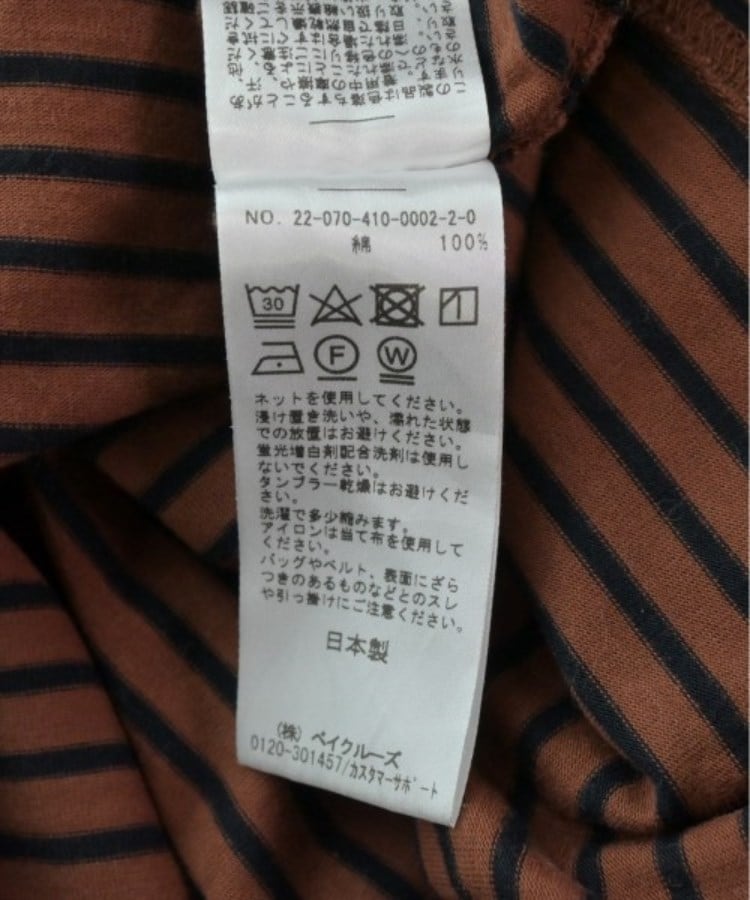 NO. 22-070-410-0002-2-0
綿 100%
30
F W
ネットを使用してください。
浸け置き洗いや、濡れた状態
での放置はお避けください。
蛍光増白剤配合洗剤は使用し
ないでください。
タンブラー乾燥はお避けくだ
さい。
洗濯で多少縮みます。
アイロンは当て布を使用して
ください。
バッグやベルト、表面にざら
つきのあるものなどとのスレ
や引っ掛けにご注意ください。
日本製
(株) ベイクルーズ
0120-301457/カスタマーサポート